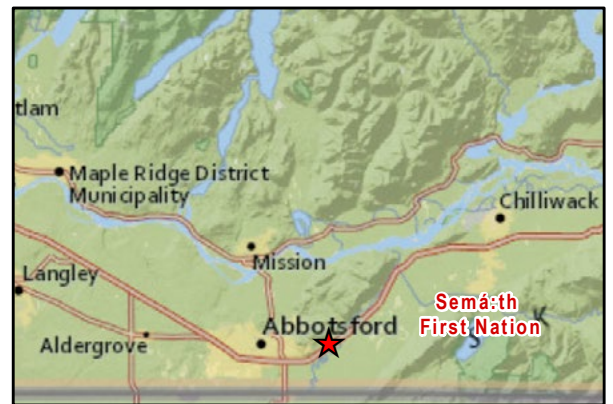 tlam
Maple Ridge District
Municipality
Chilliwack
Mission
Langley
Semá:th
First Nation
Abbotsford
Aldergrove
S K